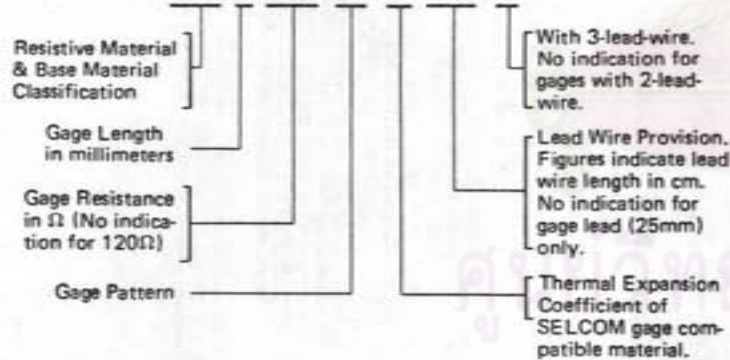 Resistive Material
& Base Material
Classification
Gage Length
in millimeters
Gage Resistance
in Ω (No indica-
tion for 120Ω)
Gage Pattern
With 3-lead-wire.
No indication for
gages with 2-lead-
wire.
Lead Wire Provision.
Figures indicate lead
wire length in cm.
No indication for
gage lead (25mm)
only.
Thermal Expansion
Coefficient of
SELCOM gage com-
patible material.